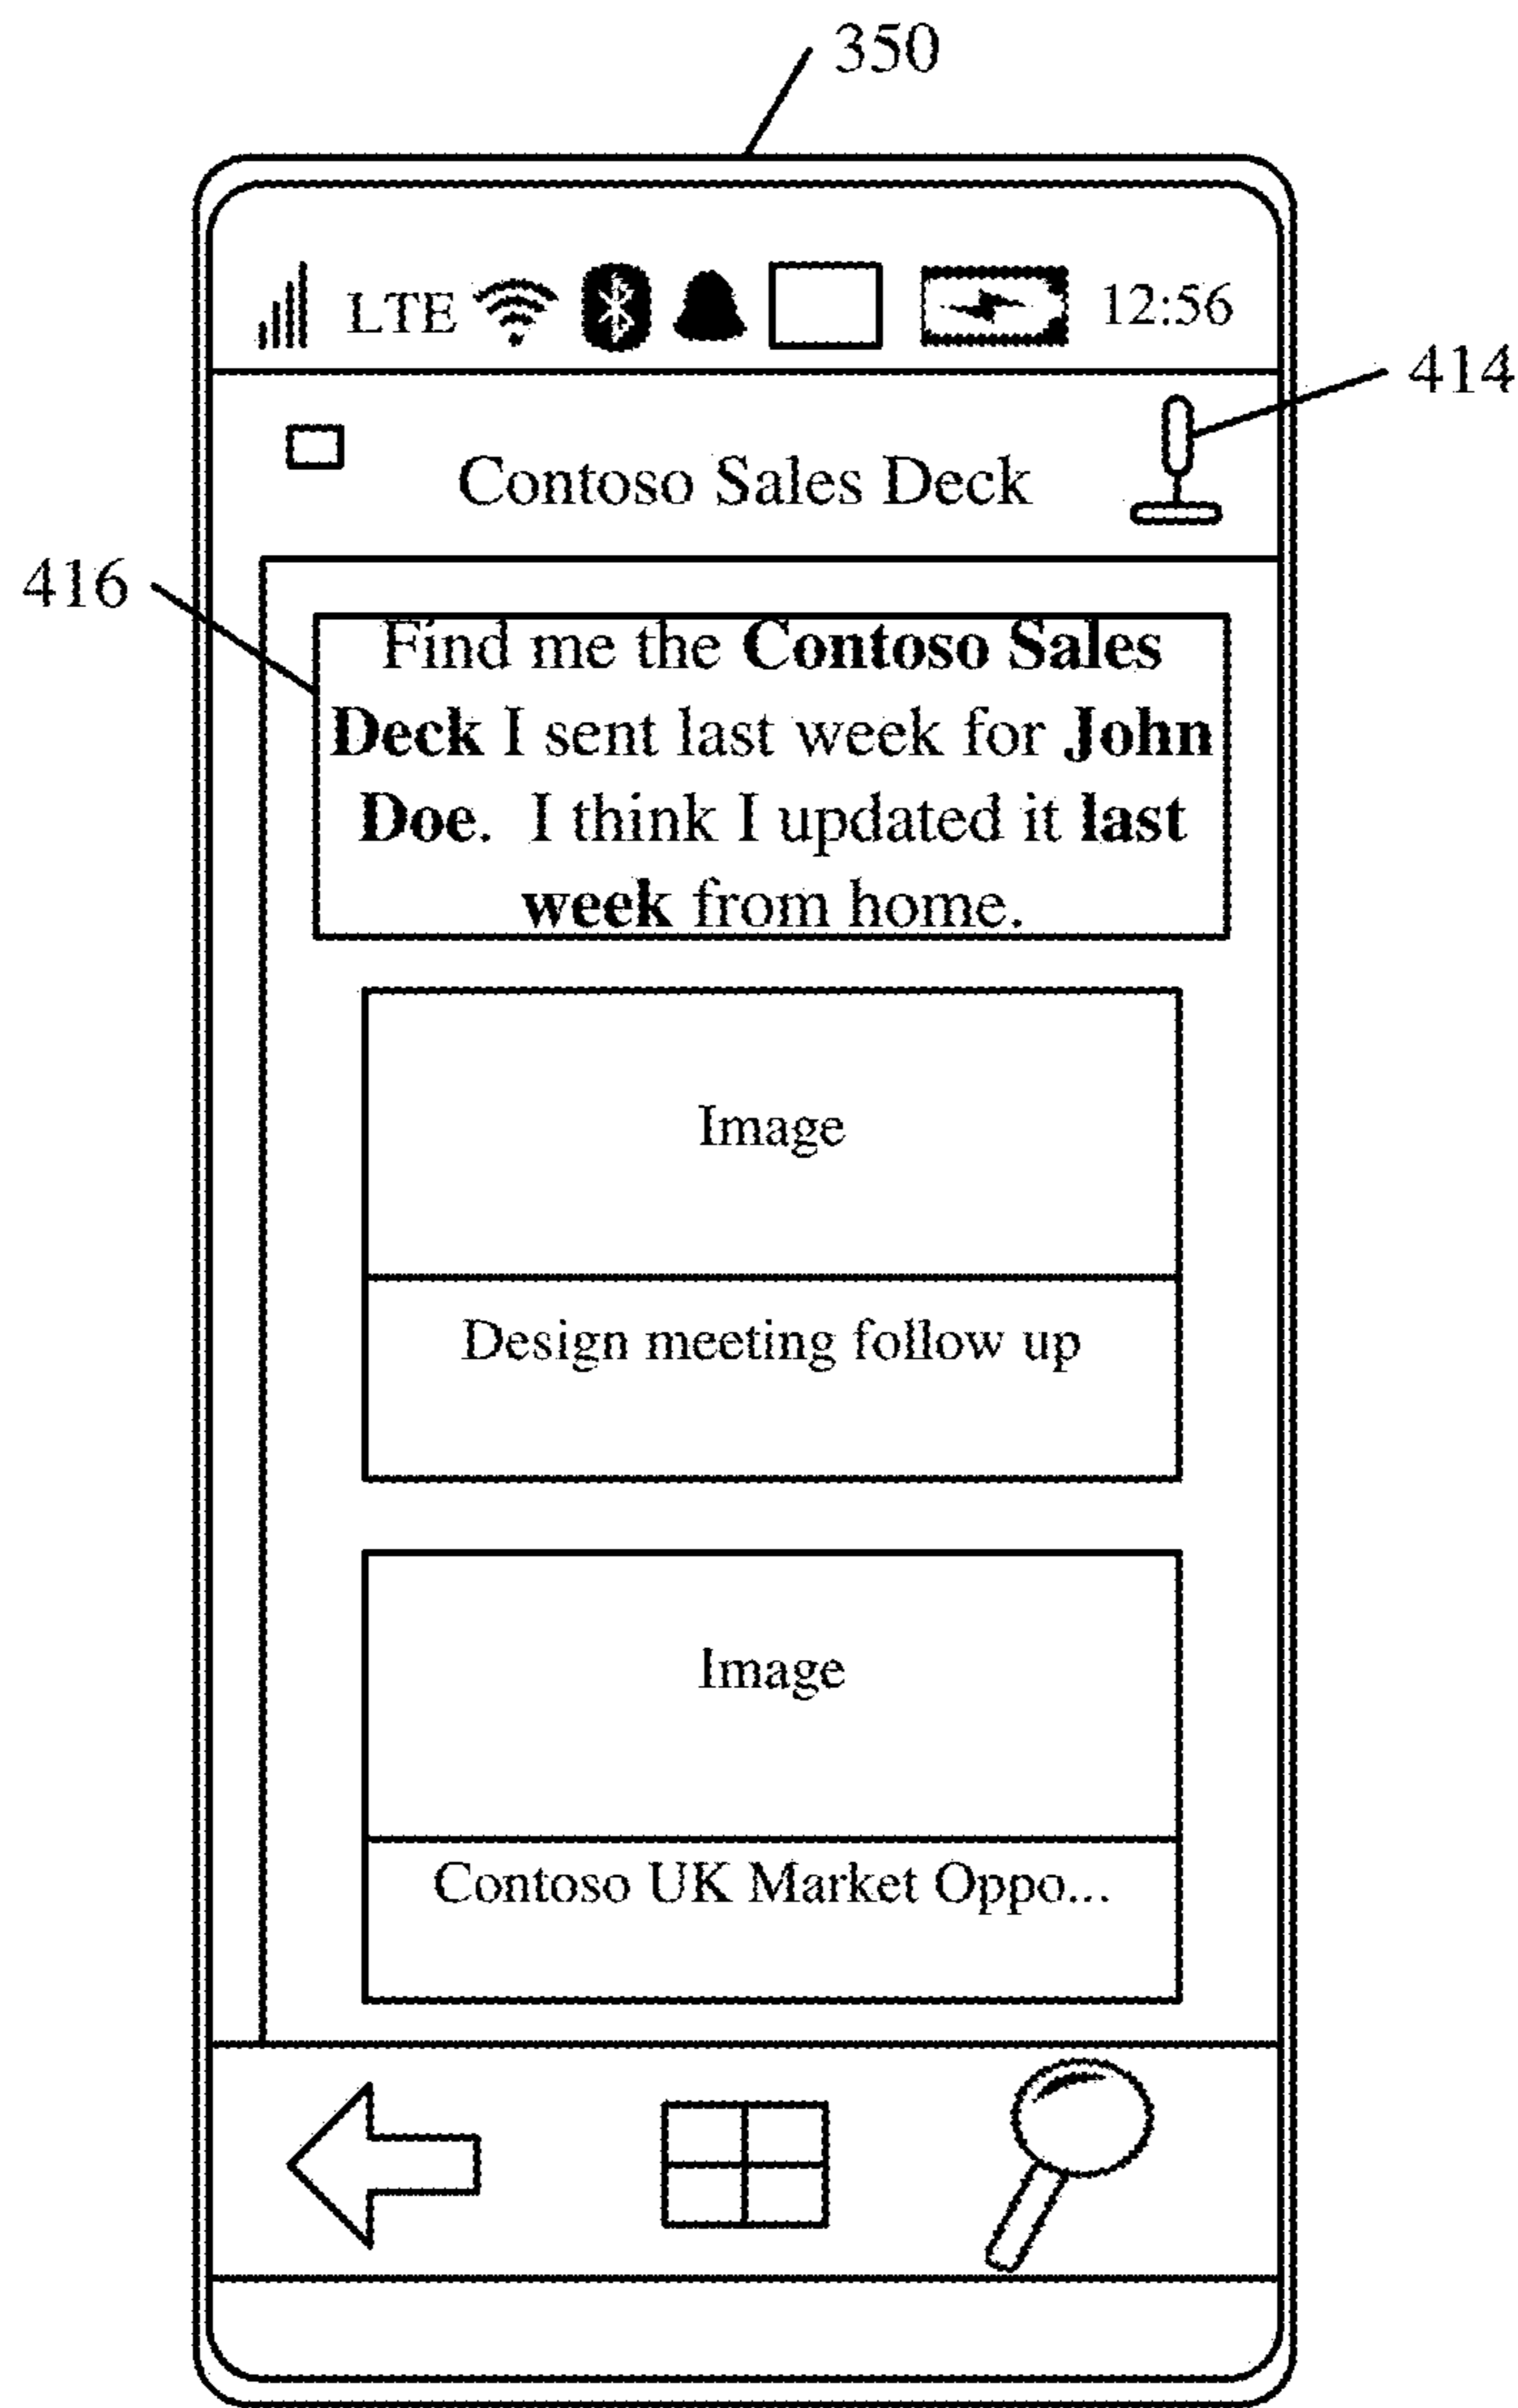 350
LTE 12:56
414
Contoso Sales Deck
416
Find me the Contoso Sales
Deck I sent last week for John
Doe. I think I updated it last
week from home.
Image
Design meeting follow up
Image
Contoso UK Market Oppo...